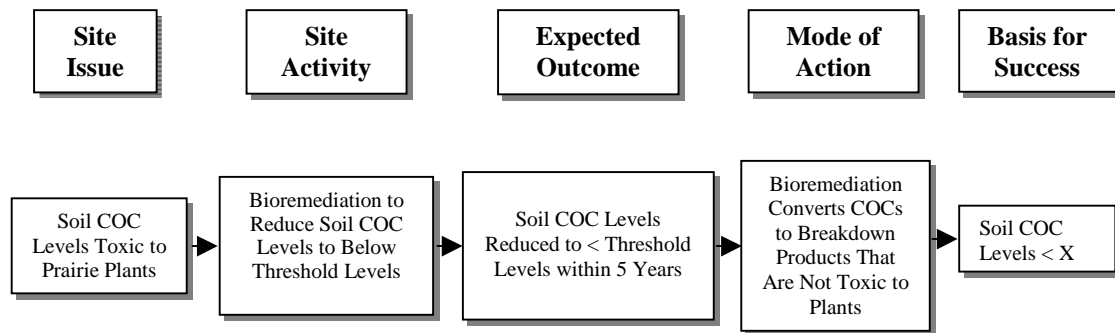 Site
Issue
Site
Activity
Expected
Outcome
Mode of
Action
Basis for
Success
Soil COC
Levels Toxic to
Prairie Plants
Bioremediation to
Reduce Soil COC
Levels to Below
Threshold Levels
Soil COC Levels
Reduced to < Threshold
Levels within 5 Years
Bioremediation
Converts COCs
to Breakdown
Products That
Are Not Toxic to
Plants
Soil COC
Levels < X